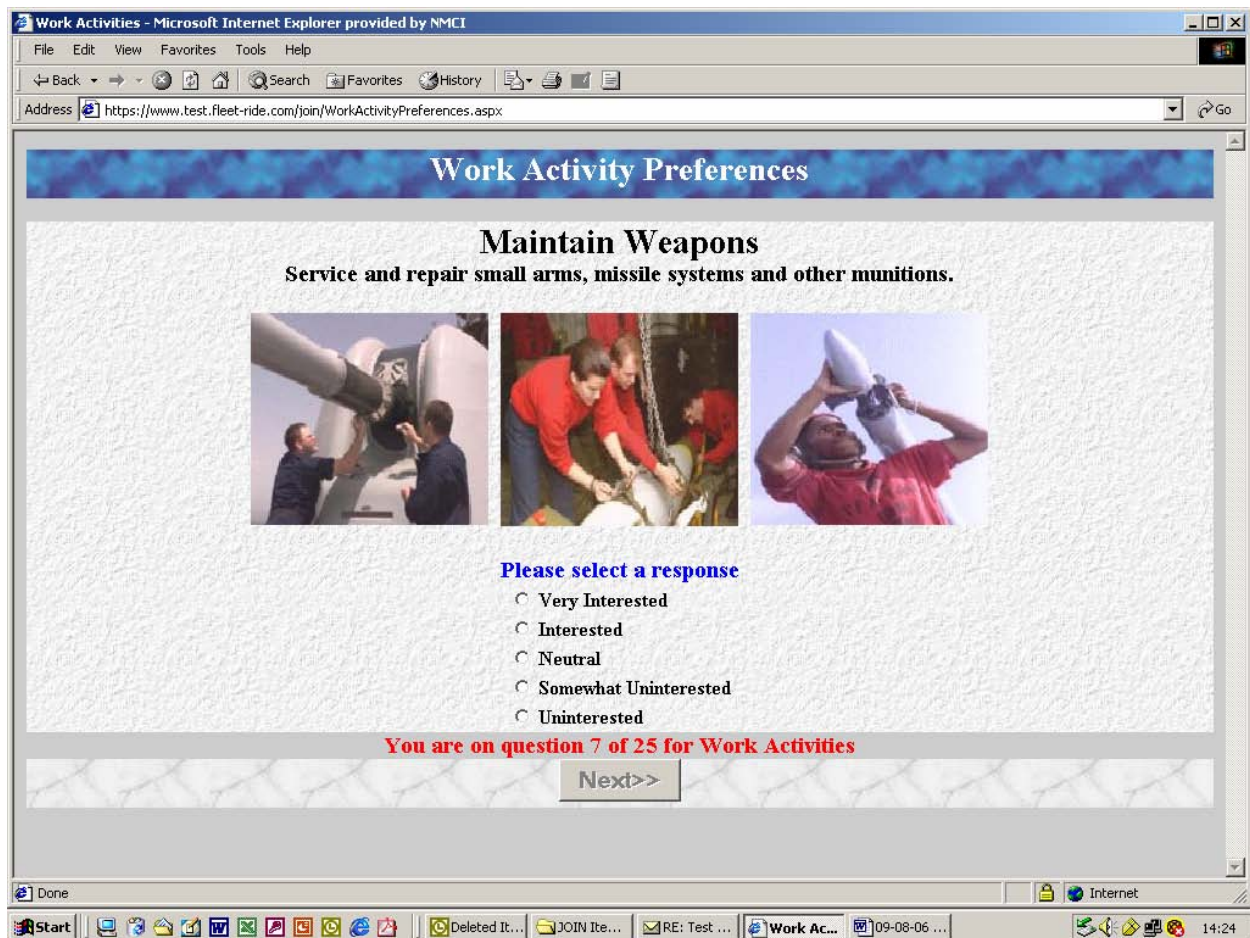 Work Activities - Microsoft Internet Explorer provided by NMCI
File Edit View Favorites Tools Help
Back Search Favorites History
Address https://www.test.fleet-ride.com/join/WorkActivityPreferences.aspx Go
Work Activity Preferences
Maintain Weapons
Service and repair small arms, missile systems and other munitions.
Please select a response
Very Interested
Interested
Neutral
Somewhat Uninterested
Uninterested
You are on question 7 of 25 for Work Activities
Next>>
Done Internet
Start Deleted It... JOIN Ite... RE: Test ... Work Ac... 09-08-06 ... 14:24